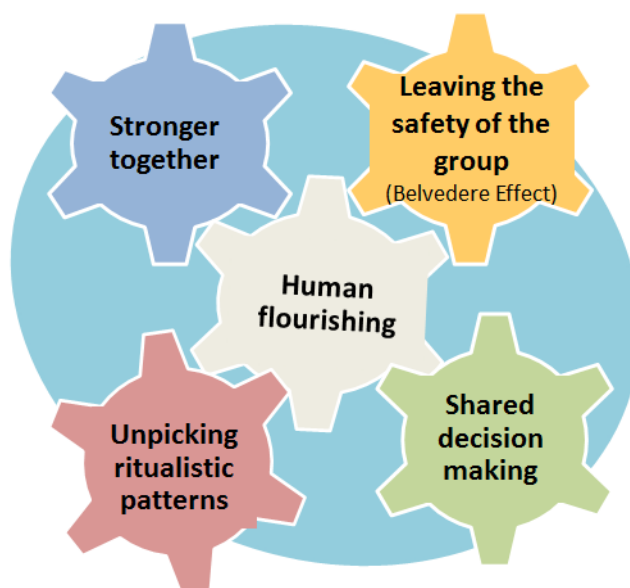 Stronger
together
Leaving the
safety of the
group
(Belvedere Effect)
Human
flourishing
Unpicking
ritualistic
patterns
Shared
decision
making